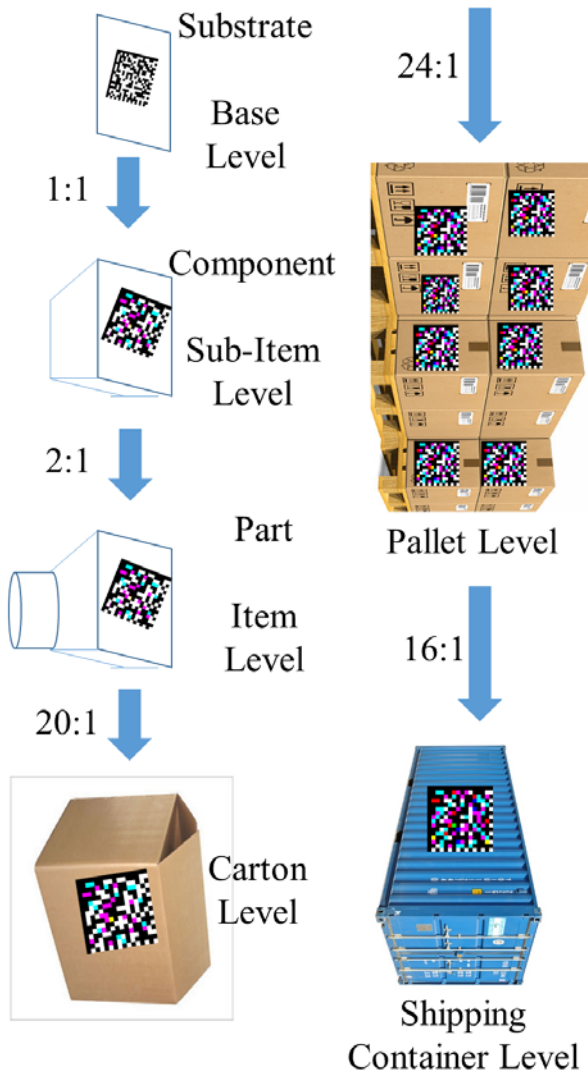 Substrate
Base
Level
1:1
Component
Sub-Item
Level
2:1
Part
Item
Level
20:1
Carton
Level
24:1
Pallet Level
16:1
Shipping
Container Level